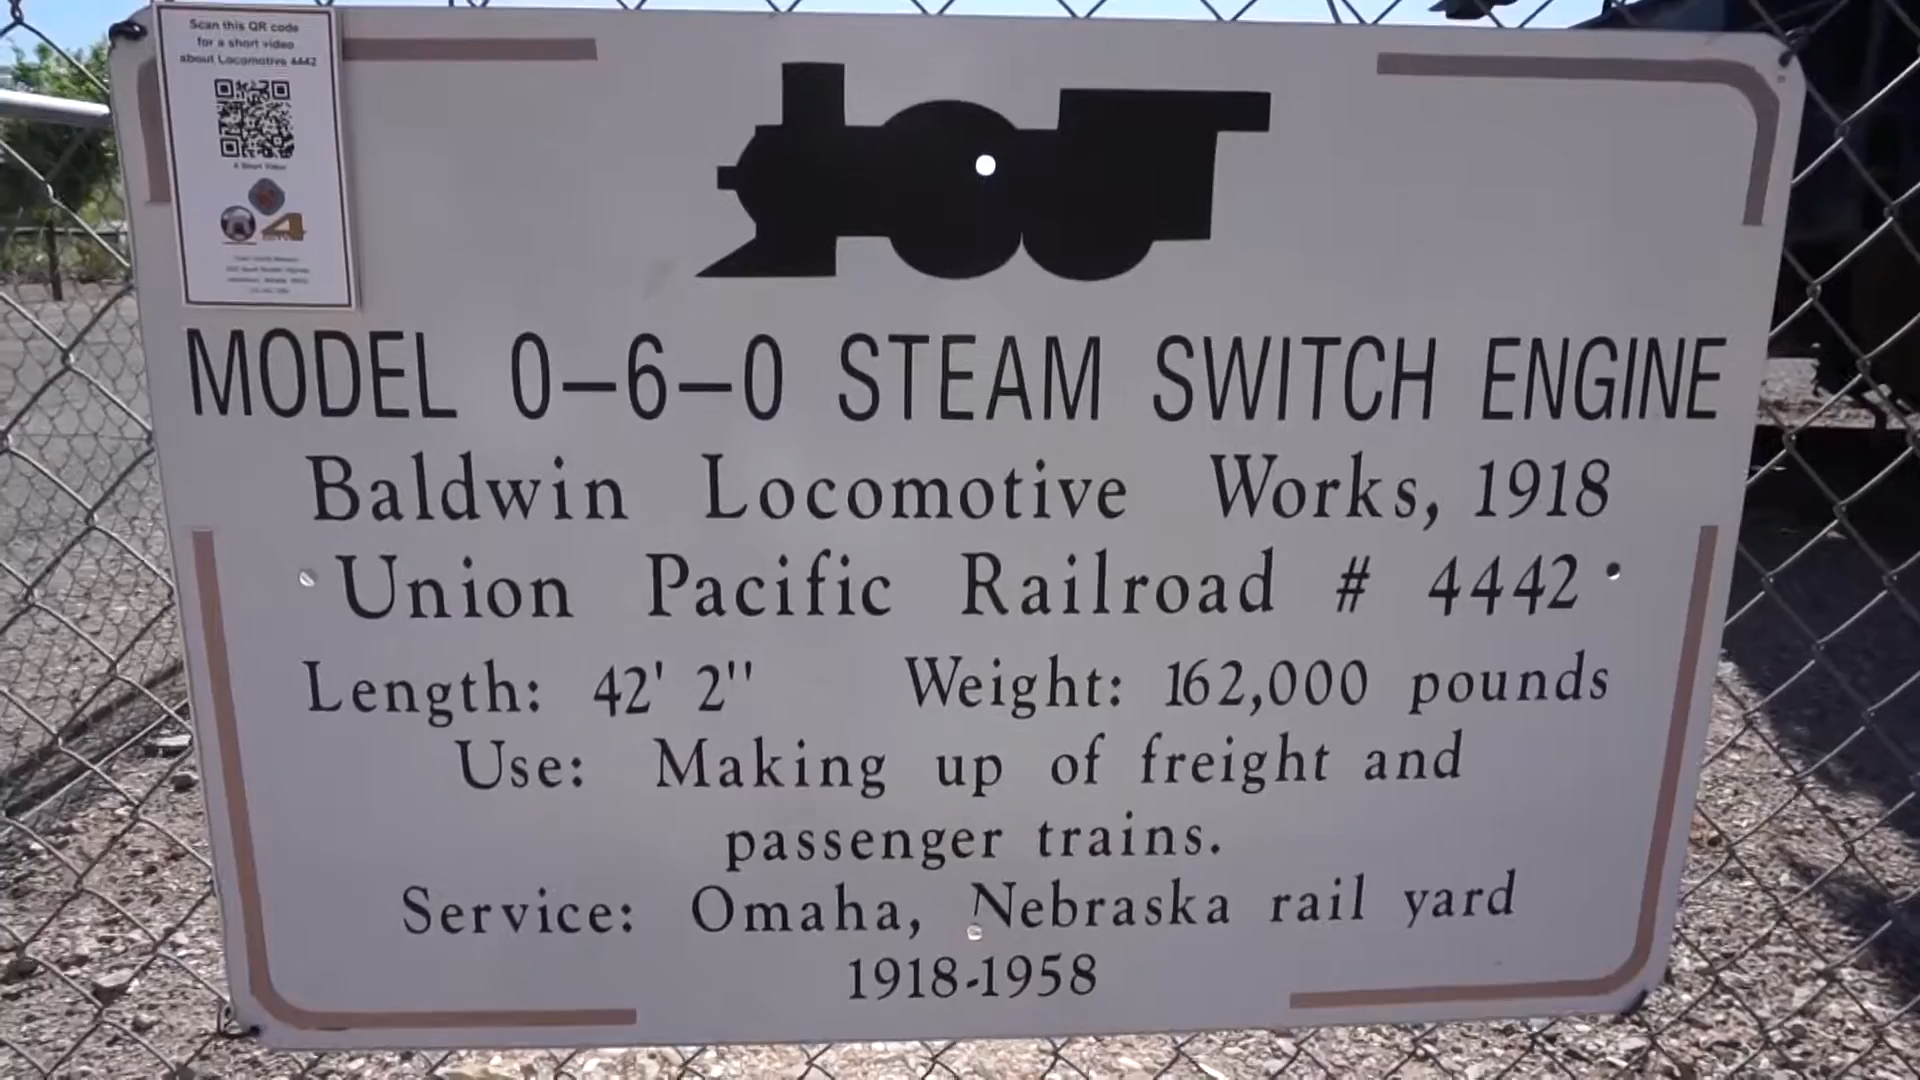 Scan this QR code
for a short video
about Locomotive 4442
A Short Video
MODEL 0-6-0 STEAM SWITCH ENGINE
Baldwin Locomotive Works, 1918
Union Pacific Railroad # 4442
Length: 42' 2" Weight: 162,000 pounds
Use: Making up of freight and
passenger trains.
Service: Omaha, Nebraska rail yard
1918-1958